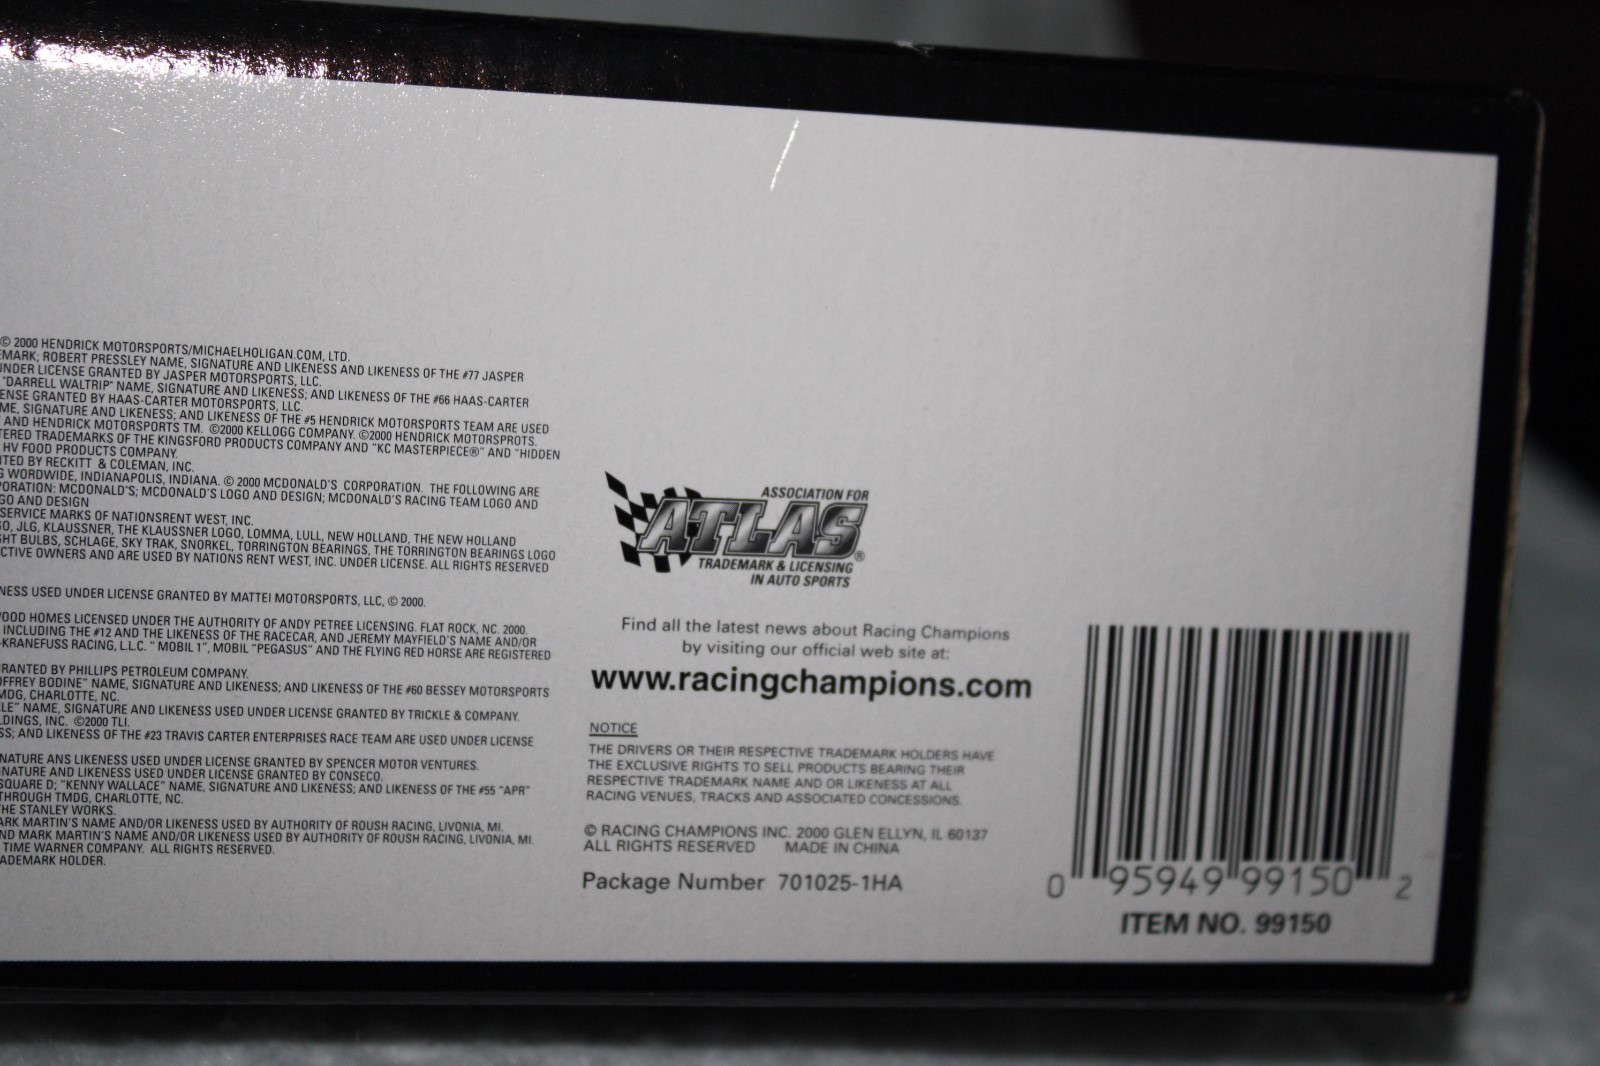 © 2000 HENDRICK MOTORSPORTS/MICHAELHOLIGAN.COM, LTD.
EMARK; ROBERT PRESSLEY NAME, SIGNATURE AND LIKENESS AND LIKENESS OF THE #77 JASPER
UNDER LICENSE GRANTED BY JASPER MOTORSPORTS, LLC.
"DARRELL WALTRIP" NAME, SIGNATURE AND LIKENESS; AND LIKENESS OF THE #66 HAAS-CARTER
ENSE GRANTED BY HAAS-CARTER MOTORSPORTS, LLC.
ME, SIGNATURE AND LIKENESS; AND LIKENESS OF THE #5 HENDRICK MOTORSPORTS TEAM ARE USED
AND HENDRICK MOTORSPORTS TM. ©2000 KELLOGG COMPANY. ©2000 HENDRICK MOTORSPROTS.
TERED TRADEMARKS OF THE KINGSFORD PRODUCTS COMPANY AND "KC MASTERPIECE®" AND "HIDDEN
HV FOOD PRODUCTS COMPANY.
TED BY RECKITT & COLEMAN, INC.
G WORDWIDE, INDIANAPOLIS, INDIANA. © 2000 MCDONALD'S CORPORATION. THE FOLLOWING ARE
PORATION: MCDONALD'S; MCDONALD'S LOGO AND DESIGN; MCDONALD'S RACING TEAM LOGO AND
GO AND DESIGN
SERVICE MARKS OF NATIONSRENT WEST, INC.
GO, JLG, KLAUSSNER, THE KLAUSSNER LOGO, LOMMA, LULL, NEW HOLLAND, THE NEW HOLLAND
GHT BULBS, SCHLAGE, SKY TRAK, SNORKEL, TORRINGTON BEARINGS, THE TORRINGTON BEARINGS LOGO
CTIVE OWNERS AND ARE USED BY NATIONS RENT WEST, INC. UNDER LICENSE. ALL RIGHTS RESERVED
NESS USED UNDER LICENSE GRANTED BY MATTEI MOTORSPORTS, LLC, © 2000.
OOD HOMES LICENSED UNDER THE AUTHORITY OF ANDY PETREE LICENSING. FLAT ROCK, NC. 2000.
INCLUDING THE #12 AND THE LIKENESS OF THE RACECAR, AND JEREMY MAYFIELD'S NAME AND/OR
-KRANEFUSS RACING, L.L.C. " MOBIL 1", MOBIL "PEGASUS" AND THE FLYING RED HORSE ARE REGISTERED
RANTED BY PHILLIPS PETROLEUM COMPANY.
OFFREY BODINE" NAME, SIGNATURE AND LIKENESS; AND LIKENESS OF THE #60 BESSEY MOTORSPORTS
MDG, CHARLOTTE, NC.
LE" NAME, SIGNATURE AND LIKENESS USED UNDER LICENSE GRANTED BY TRICKLE & COMPANY.
LDINGS, INC. ©2000 TLI.
SS; AND LIKENESS OF THE #23 TRAVIS CARTER ENTERPRISES RACE TEAM ARE USED UNDER LICENSE
NATURE ANS LIKENESS USED UNDER LICENSE GRANTED BY SPENCER MOTOR VENTURES.
NATURE AND LIKENESS USED UNDER LICENSE GRANTED BY CONSECO.
SQUARE D; "KENNY WALLACE" NAME, SIGNATURE AND LIKENESS; AND LIKENESS OF THE #55 "APR"
THROUGH TMDG, CHARLOTTE, NC.
HE STANLEY WORKS.
ARK MARTIN'S NAME AND/OR LIKENESS USED BY AUTHORITY OF ROUSH RACING, LIVONIA, MI.
ND MARK MARTIN'S NAME AND/OR LIKENESS USED BY AUTHORITY OF ROUSH RACING, LIVONIA, MI.
TIME WARNER COMPANY. ALL RIGHTS RESERVED.
ADEMARK HOLDER.
ASSOCIATION FOR
ATLAS®
TRADEMARK & LICENSING
IN AUTO SPORTS
Find all the latest news about Racing Champions
by visiting our official web site at:
www.racingchampions.com
NOTICE
THE DRIVERS OR THEIR RESPECTIVE TRADEMARK HOLDERS HAVE
THE EXCLUSIVE RIGHTS TO SELL PRODUCTS BEARING THEIR
RESPECTIVE TRADEMARK NAME AND OR LIKENESS AT ALL
RACING VENUES, TRACKS AND ASSOCIATED CONCESSIONS.
© RACING CHAMPIONS INC. 2000 GLEN ELLYN, IL 60137
ALL RIGHTS RESERVED MADE IN CHINA
Package Number 701025-1HA
0 95949 99150 2
ITEM NO. 99150